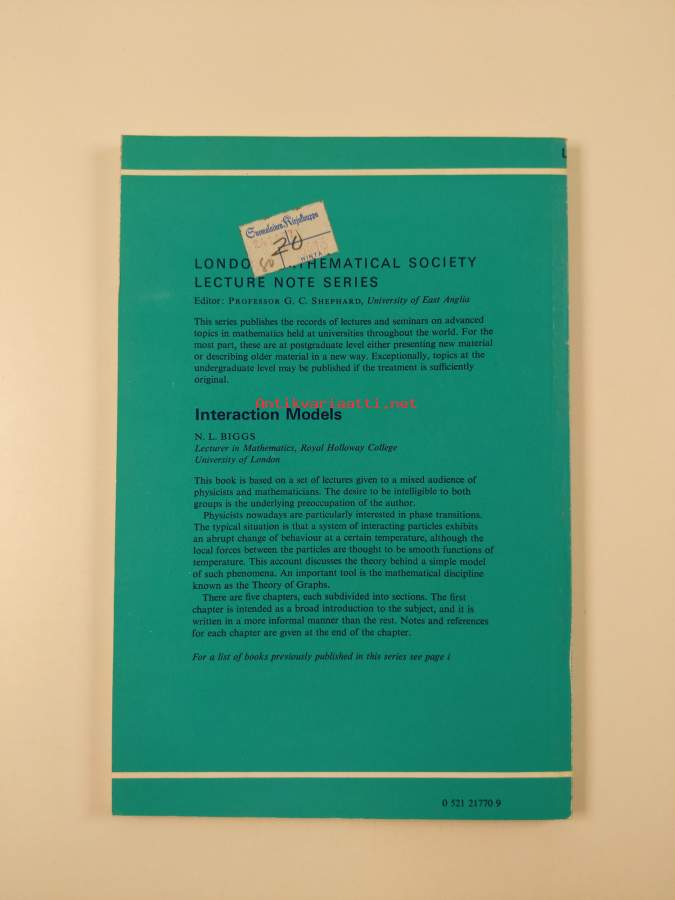 Suomalainen Kirjakauppa
20
80
HINTA
LONDO THEMATICAL SOCIETY
LECTURE NOTE SERIES
Editor: PROFESSOR G. C. SHEPHARD, University of East Anglia
This series publishes the records of lectures and seminars on advanced
topics in mathematics held at universities throughout the world. For the
most part, these are at postgraduate level either presenting new material
or describing older material in a new way. Exceptionally, topics at the
undergraduate level may be published if the treatment is sufficiently
original.
Antikvariaatti.net
Interaction Models
N. L. BIGGS
Lecturer in Mathematics, Royal Holloway College
University of London
This book is based on a set of lectures given to a mixed audience of
physicists and mathematicians. The desire to be intelligible to both
groups is the underlying preoccupation of the author.
Physicists nowadays are particularly interested in phase transitions.
The typical situation is that a system of interacting particles exhibits
an abrupt change of behaviour at a certain temperature, although the
local forces between the particles are thought to be smooth functions of
temperature. This account discusses the theory behind a simple model
of such phenomena. An important tool is the mathematical discipline
known as the Theory of Graphs.
There are five chapters, each subdivided into sections. The first
chapter is intended as a broad introduction to the subject, and it is
written in a more informal manner than the rest. Notes and references
for each chapter are given at the end of the chapter.
For a list of books previously published in this series see page i
0 521 21770 9